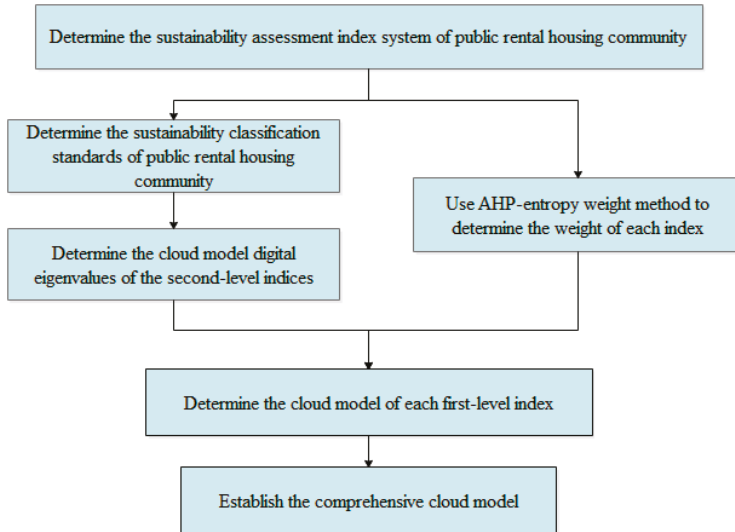 Determine the sustainability assessment index system of public rental housing community
Determine the sustainability classification
standards of public rental housing
community
Use AHP-entropy weight method to
determine the weight of each index
Determine the cloud model digital
eigenvalues of the second-level indices
Determine the cloud model of each first-level index
Establish the comprehensive cloud model